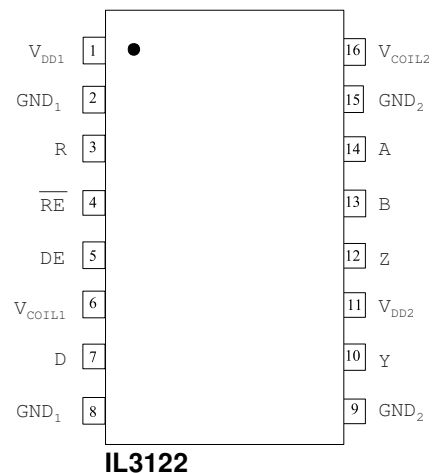 V_DD1 1 16 V_COIL2
GND_1 2 15 GND_2
R 3 14 A
R̅E̅ 4 13 B
DE 5 12 Z
V_COIL1 6 11 V_DD2
D 7 10 Y
GND_1 8 9 GND_2
IL3122